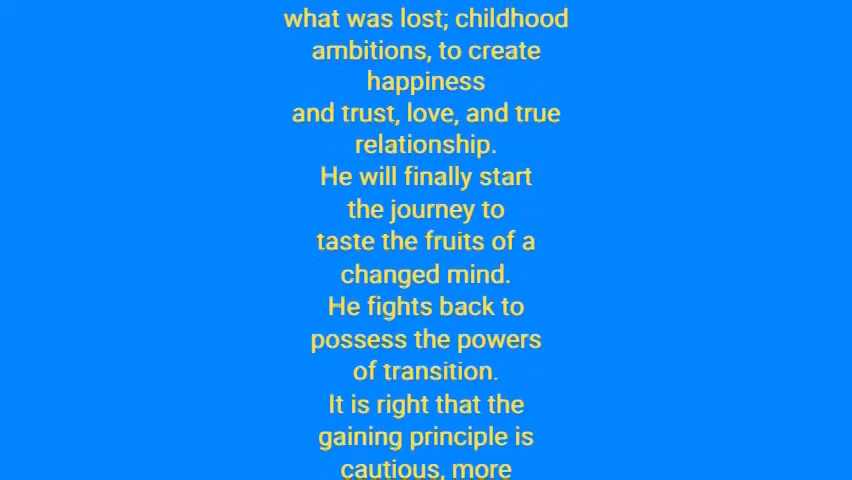 what was lost; childhood
ambitions, to create
happiness
and trust, love, and true
relationship.
He will finally start
the journey to
taste the fruits of a
changed mind.
He fights back to
possess the powers
of transition.
It is right that the
gaining principle is
cautious, more